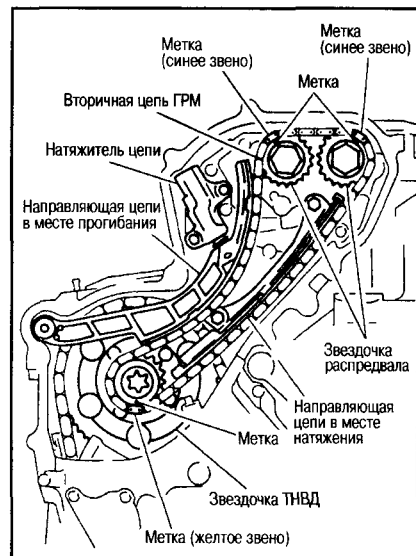 Метка
(синее звено)
Метка
(синее звено)
Метка
Вторичная цепь ГРМ
Натяжитель цепи
Направляющая цепи
в месте прогибания
Звездочка
распредвала
Направляющая
цепи в месте
натяжения
Метка
Звездочка ТНВД
Метка (желтое звено)